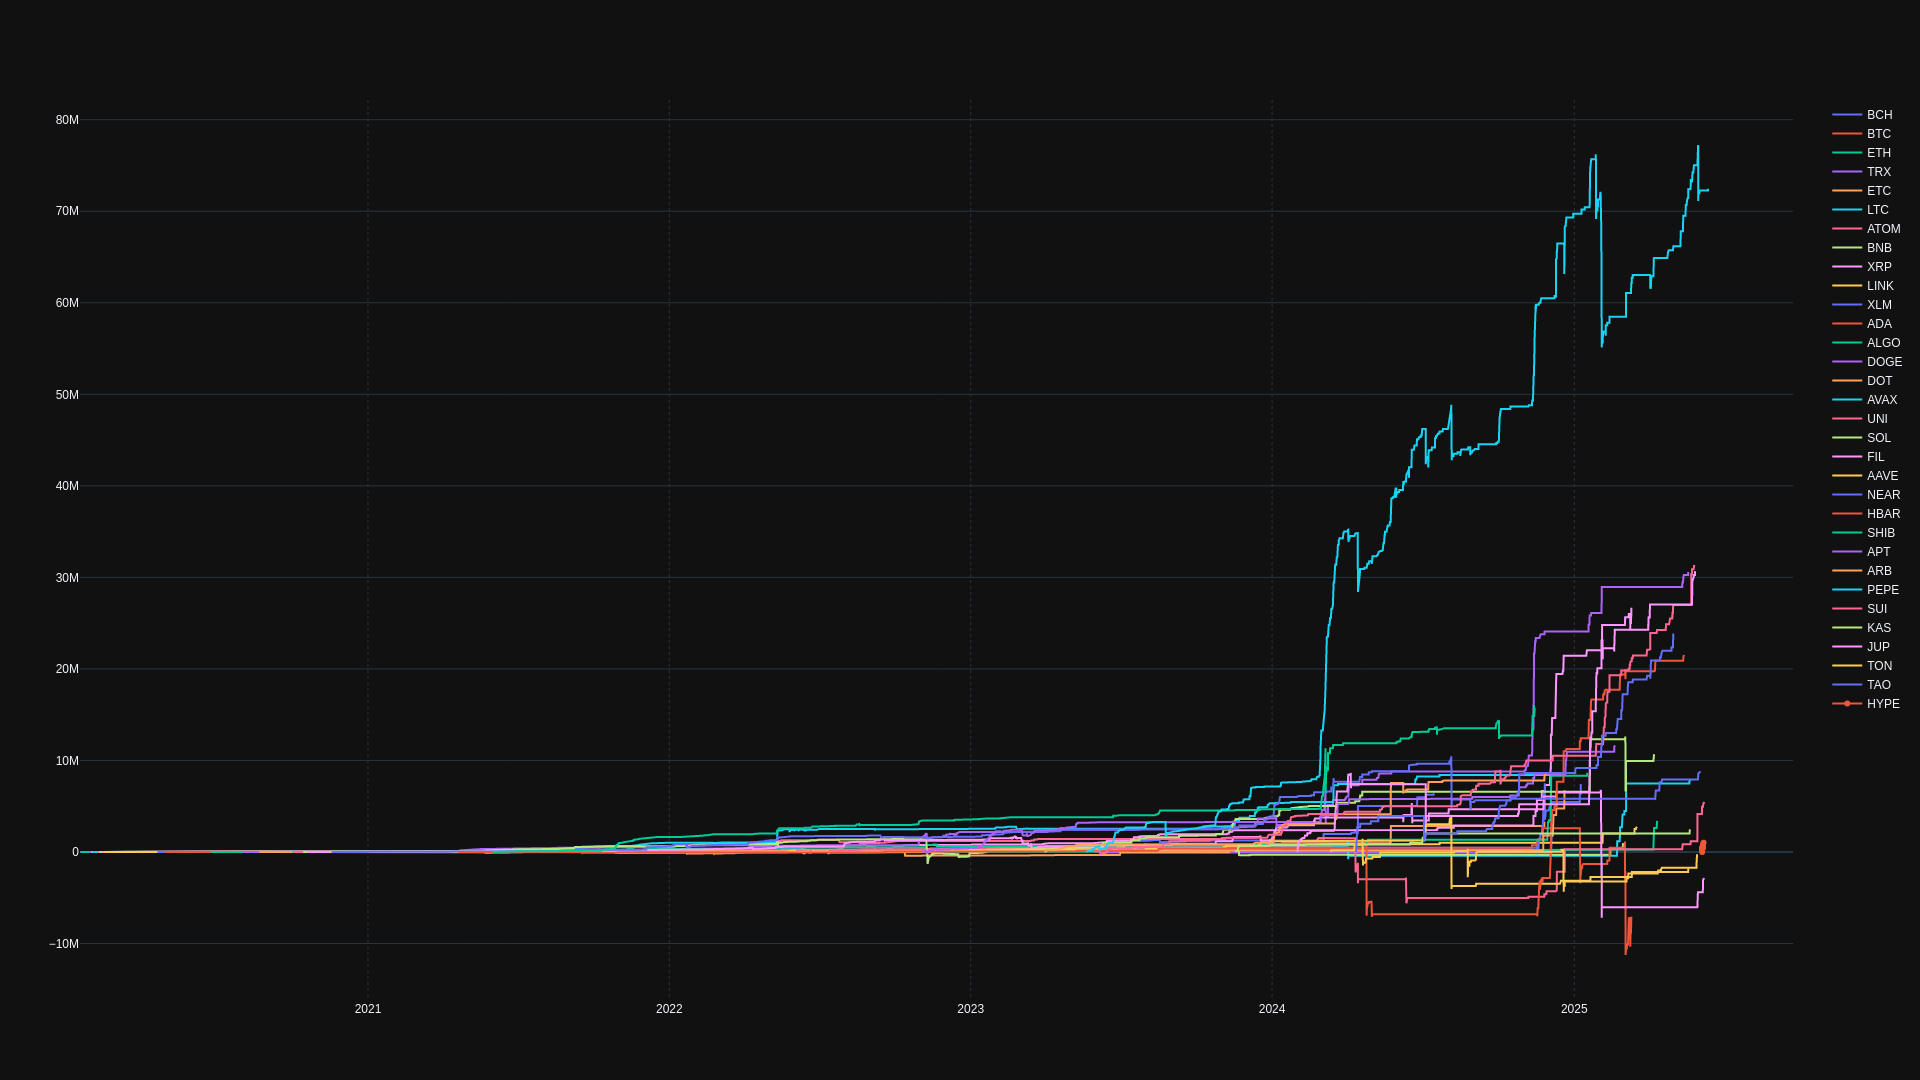 80M
70M
60M
50M
40M
30M
20M
10M
0
−10M
2021
2022
2023
2024
2025
BCH
BTC
ETH
TRX
ETC
LTC
ATOM
BNB
XRP
LINK
XLM
ADA
ALGO
DOGE
DOT
AVAX
UNI
SOL
FIL
AAVE
NEAR
HBAR
SHIB
APT
ARB
PEPE
SUI
KAS
JUP
TON
TAO
HYPE